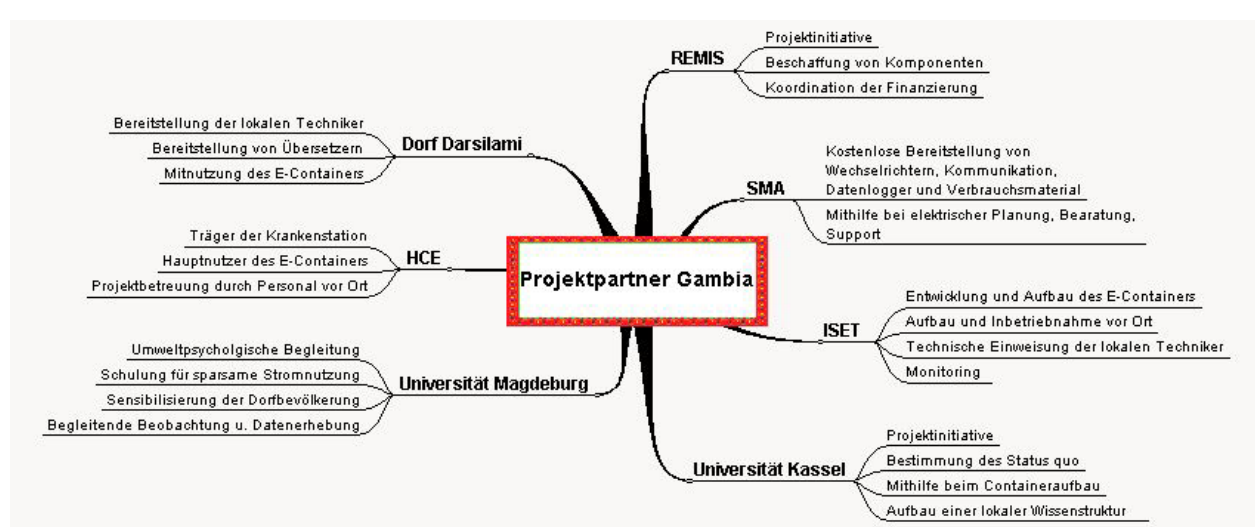 Projektpartner Gambia
REMIS
Projektinitiative
Beschaffung von Komponenten
Koordination der Finanzierung
SMA
Kostenlose Bereitstellung von
Wechselrichtern, Kommunikation,
Datenlogger und Verbrauchsmaterial
Mithilfe bei elektrischer Planung, Bearatung,
Support
ISET
Entwicklung und Aufbau des E-Containers
Aufbau und Inbetriebnahme vor Ort
Technische Einweisung der lokalen Techniker
Monitoring
Universität Kassel
Projektinitiative
Bestimmung des Status quo
Mithilfe beim Containeraufbau
Aufbau einer lokaler Wissenstruktur
Dorf Darsilami
Bereitstellung der lokalen Techniker
Bereitstellung von Übersetzern
Mitnutzung des E-Containers
HCE
Träger der Krankenstation
Hauptnutzer des E-Containers
Projektbetreuung durch Personal vor Ort
Universität Magdeburg
Umweltpsycholgische Begleitung
Schulung für sparsame Stromnutzung
Sensibilisierung der Dorfbevölkerung
Begleitende Beobachtung u. Datenerhebung